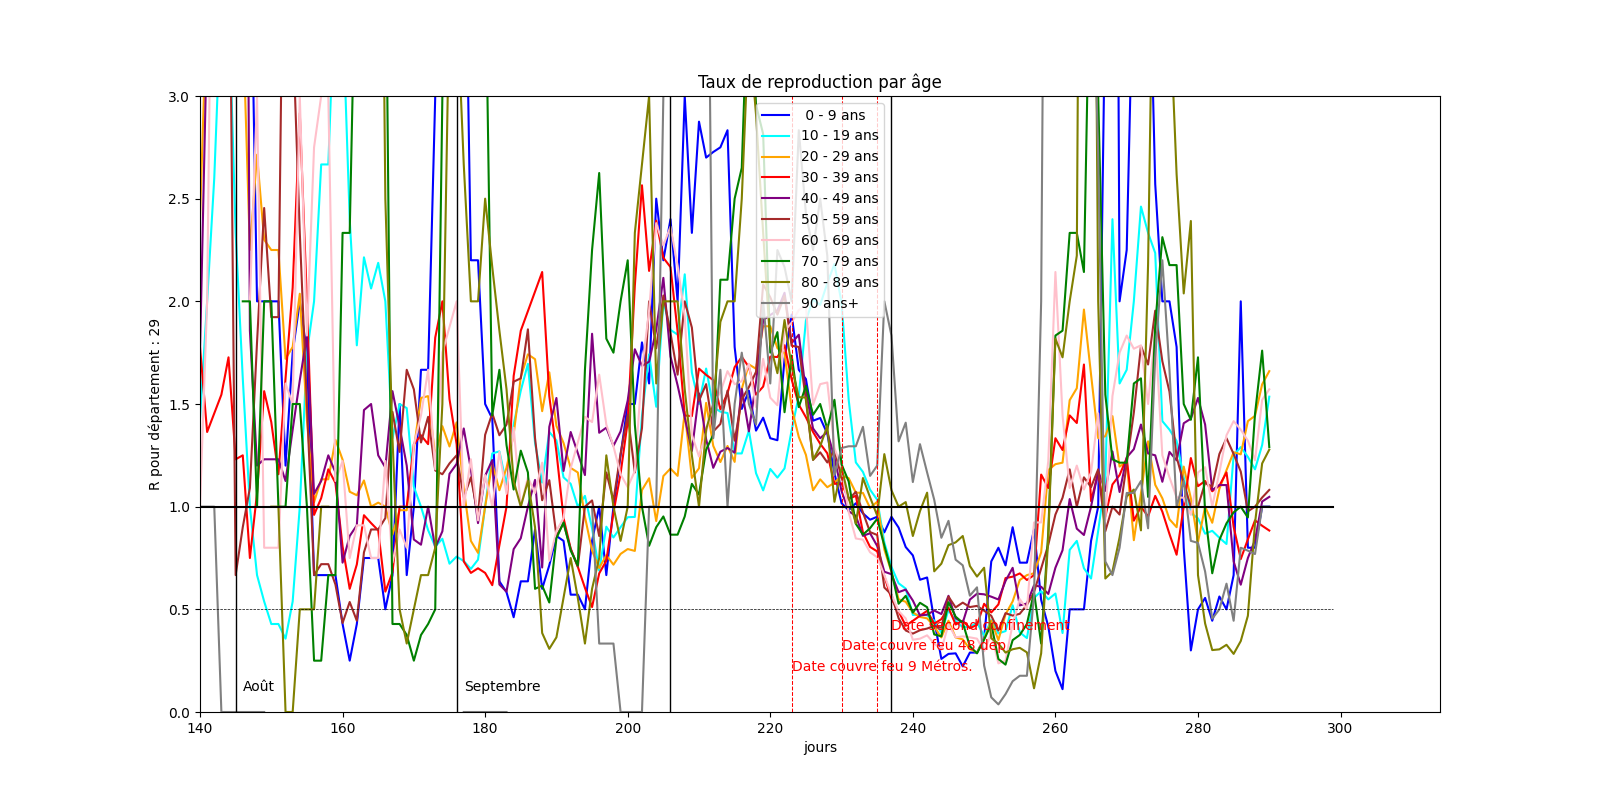 Taux de reproduction par âge
3.0
2.5
2.0
1.5
1.0
0.5
0.0
R pour département : 29
0 - 9 ans
10 - 19 ans
20 - 29 ans
30 - 39 ans
40 - 49 ans
50 - 59 ans
60 - 69 ans
70 - 79 ans
80 - 89 ans
90 ans+
Date second confinement
Date couvre feu 48 dep.
Date couvre feu 9 Métros.
Août
Septembre
140 160 180 200 220 240 260 280 300
jours